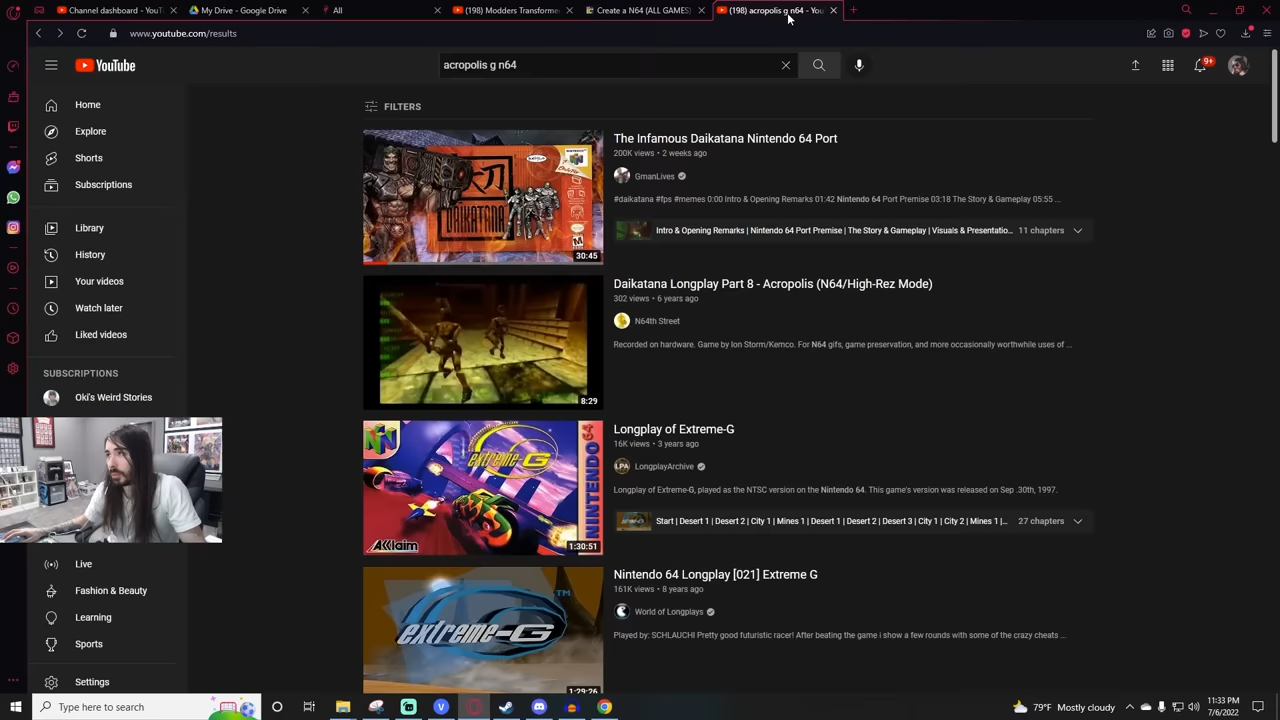 Channel dashboard - You
My Drive - Google Drive
All
(198) Modders Transforme
Create a N64 (ALL GAMES)
(198) acropolis g n64 - You
www.youtube.com/results
YouTube
acropolis g n64
9+
Home
Explore
Shorts
Subscriptions
Library
History
Your videos
Watch later
Liked videos
SUBSCRIPTIONS
Oki's Weird Stories
Live
Fashion & Beauty
Learning
Sports
Settings
FILTERS
DAIKATANA
30:45
The Infamous Daikatana Nintendo 64 Port
200K views • 2 weeks ago
GmanLives
#daikatana #fps #memes 0:00 Intro & Opening Remarks 01:42 Nintendo 64 Port Premise 03:18 The Story & Gameplay 05:55 ...
Intro & Opening Remarks | Nintendo 64 Port Premise | The Story & Gameplay | Visuals & Presentatio... 11 chapters
8:29
Daikatana Longplay Part 8 - Acropolis (N64/High-Rez Mode)
302 views • 6 years ago
N64th Street
Recorded on hardware. Game by Ion Storm/Kemco. For N64 gifs, game preservation, and more occasionally worthwhile uses of ...
extreme-G
NINTENDO 64
AKclaim
1:30:51
Longplay of Extreme-G
16K views • 3 years ago
LPA LongplayArchive
Longplay of Extreme-G, played as the NTSC version on the Nintendo 64. This game's version was released on Sep .30th, 1997.
Start | Desert 1 | Desert 2 | City 1 | Mines 1 | Desert 1 | Desert 2 | Desert 3 | City 1 | City 2 | Mines 1 |... 27 chapters
extreme-G TM
1:29:26
Nintendo 64 Longplay [021] Extreme G
161K views • 8 years ago
World of Longplays
Played by: SCHLAUCHI Pretty good futuristic racer! After beating the game i show a few rounds with some of the crazy cheats ...
Type here to search
79°F Mostly cloudy
11:33 PM
7/6/2022